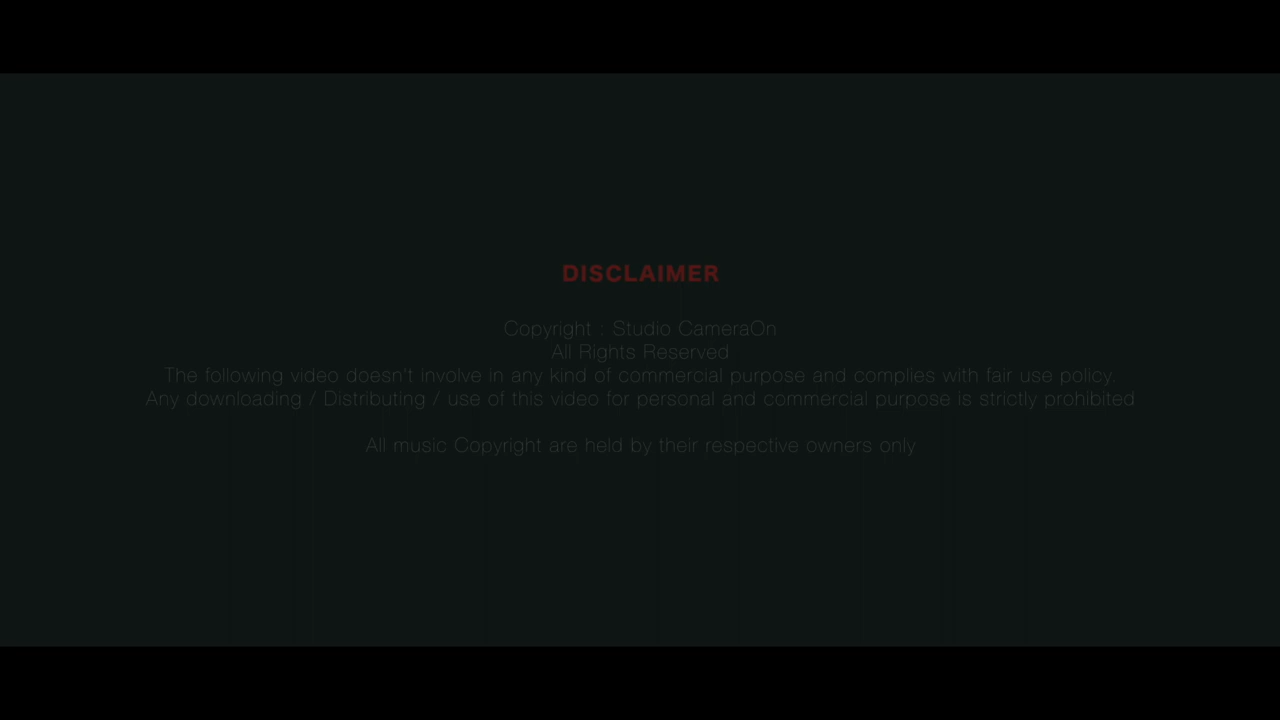 DISCLAIMER
Copyright : Studio CameraOn
All Rights Reserved
The following video doesn't involve in any kind of commercial purpose and complies with fair use policy.
Any downloading / Distributing / use of this video for personal and commercial purpose is strictly prohibited
All music Copyright are held by their respective owners only